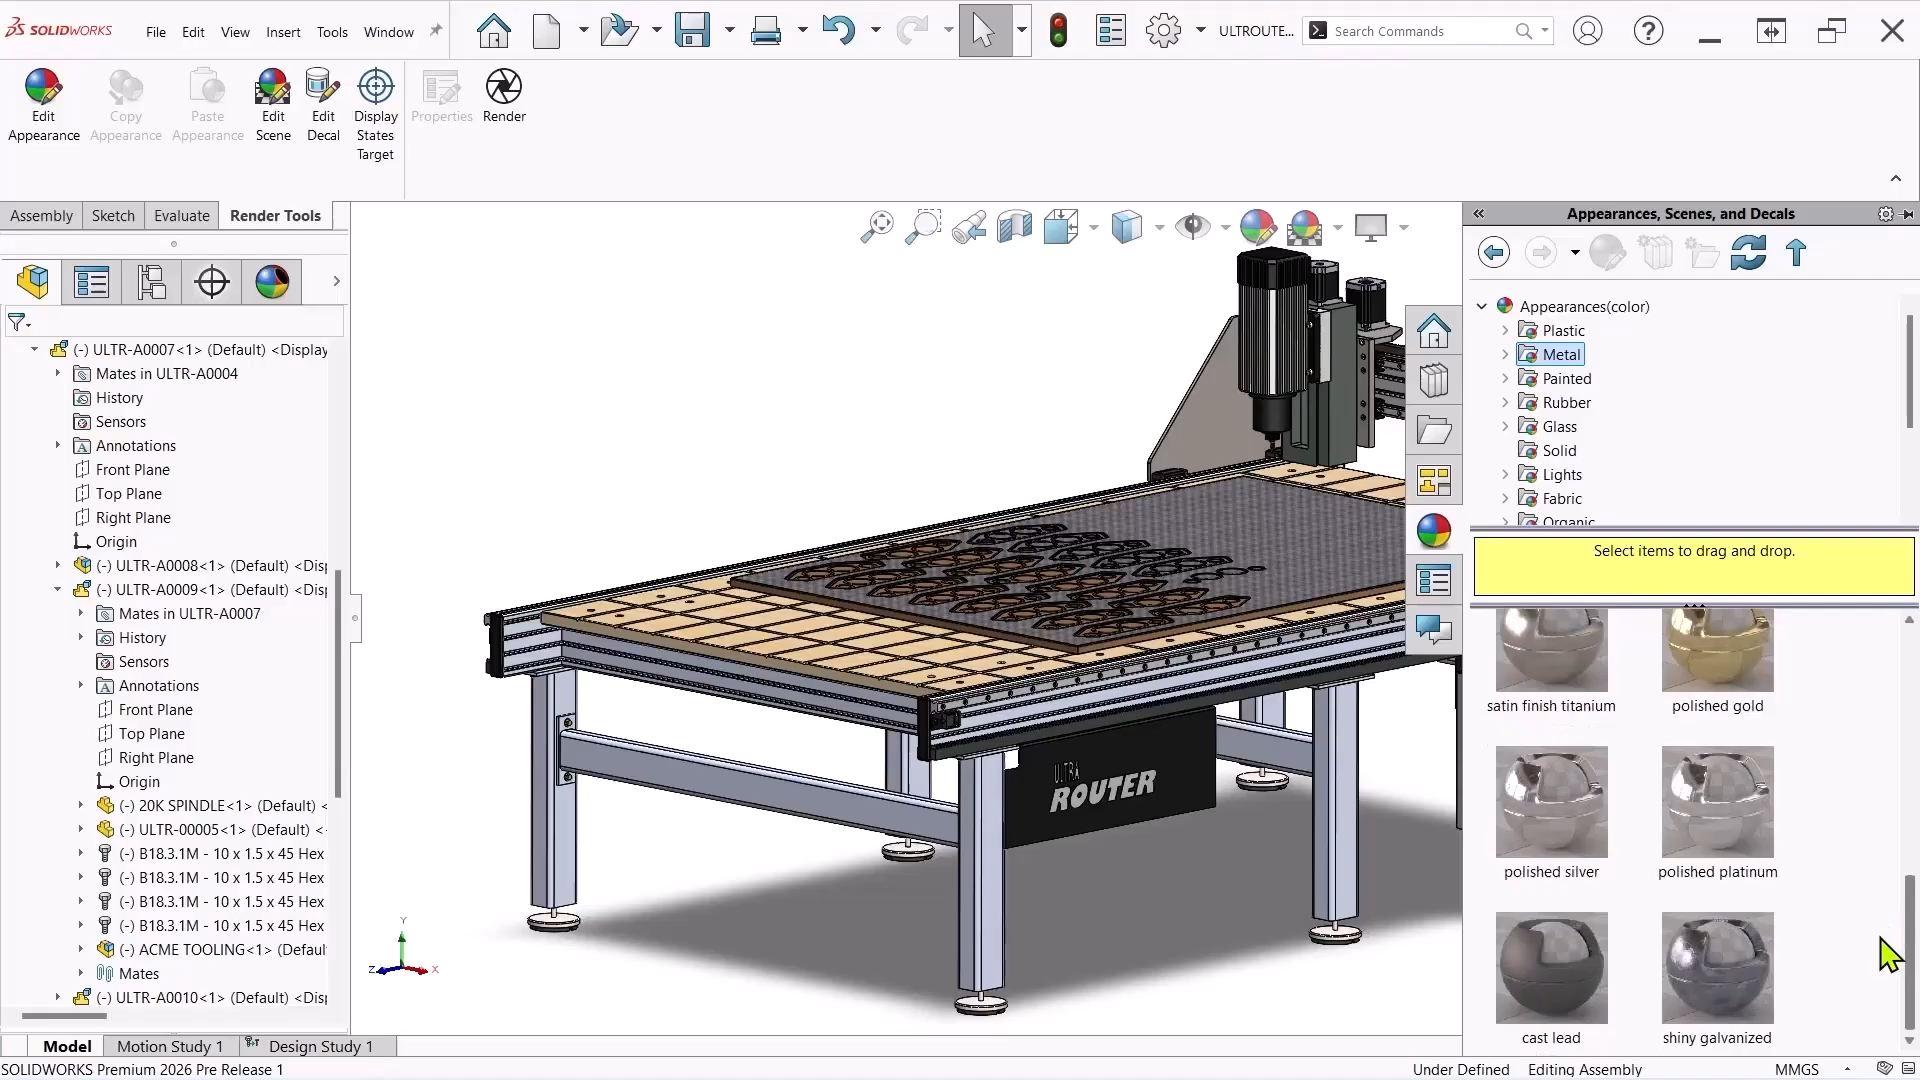 SOLIDWORKS
File Edit View Insert Tools Window
ULTROUTE...
Search Commands
Edit Appearance
Copy Appearance
Paste Appearance
Edit Scene
Edit Decal
Display States Target
Properties
Render
Assembly Sketch Evaluate Render Tools
(-) ULTR-A0007<1> (Default) <Display
Mates in ULTR-A0004
History
Sensors
Annotations
Front Plane
Top Plane
Right Plane
Origin
(-) ULTR-A0008<1> (Default) <Disp
(-) ULTR-A0009<1> (Default) <Disp
Mates in ULTR-A0007
History
Sensors
Annotations
Front Plane
Top Plane
Right Plane
Origin
(-) 20K SPINDLE<1> (Default) <
(-) ULTR-00005<1> (Default) <
(-) B18.3.1M - 10 x 1.5 x 45 Hex
(-) B18.3.1M - 10 x 1.5 x 45 Hex
(-) B18.3.1M - 10 x 1.5 x 45 Hex
(-) B18.3.1M - 10 x 1.5 x 45 Hex
(-) ACME TOOLING<1> (Defaul
Mates
(-) ULTR-A0010<1> (Default) <Disp
ULTRA
ROUTER
Y
Z
X
Appearances, Scenes, and Decals
Appearances(color)
Plastic
Metal
Painted
Rubber
Glass
Solid
Lights
Fabric
Organic
Select items to drag and drop.
satin finish titanium
polished gold
polished silver
polished platinum
cast lead
shiny galvanized
Model Motion Study 1 Design Study 1
SOLIDWORKS Premium 2026 Pre Release 1
Under Defined Editing Assembly MMGS